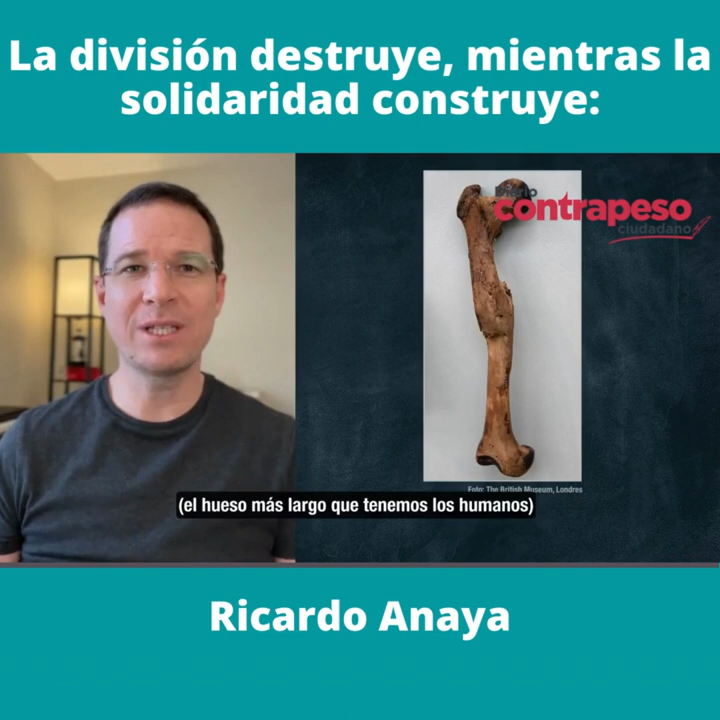 La división destruye, mientras la
solidaridad construye:
Diario
contrapeso
ciudadano
Foto: The British Museum, Londres
(el hueso más largo que tenemos los humanos)
Ricardo Anaya